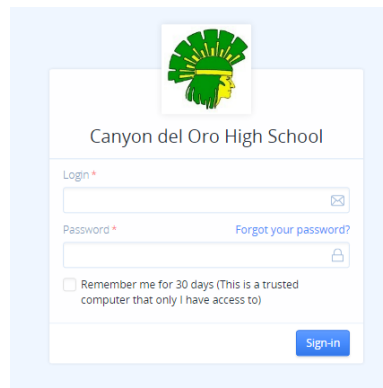 Canyon del Oro High School
Login *
Password * Forgot your password?
Remember me for 30 days (This is a trusted
computer that only I have access to)
Sign-in